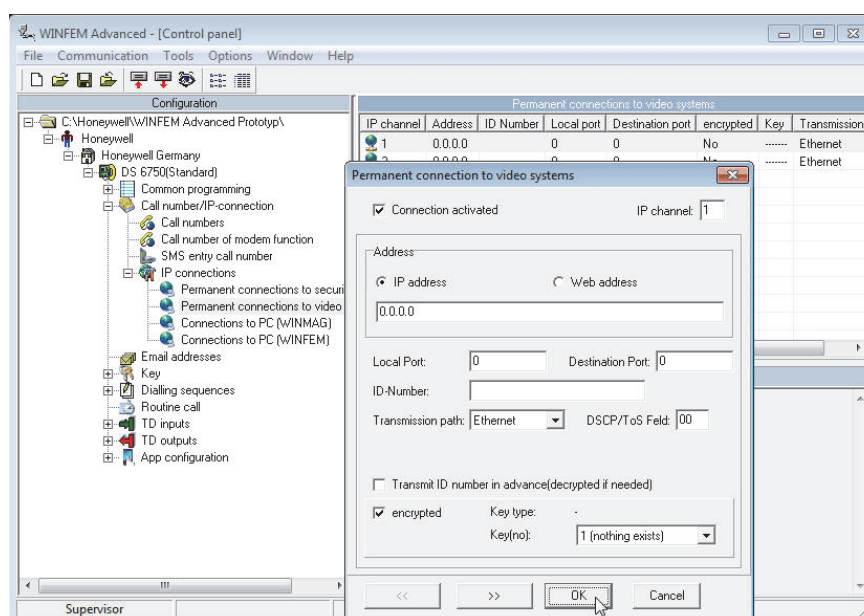 WINFEM Advanced - [Control panel]
File Communication Tools Options Window Help
Configuration
C:\Honeywell\WINFEM Advanced Prototyp\
Honeywell
Honeywell Germany
DS 6750(Standard)
Common programming
Call number/IP-connection
Call numbers
Call number of modem function
SMS entry call number
IP connections
Permanent connections to securi
Permanent connections to video
Connections to PC (WINMAG)
Connections to PC (WINFEM)
Email addresses
Key
Dialling sequences
Routine call
TD inputs
TD outputs
App configuration
Supervisor
Permanent connections to video systems
IP channel Address ID Number Local port Destination port encrypted Key Transmission
1 0.0.0.0 0 0 No ------ Ethernet
------ Ethernet
Permanent connection to video systems
Connection activated IP channel: 1
Address
IP address Web address
0.0.0.0
Local Port: 0 Destination Port: 0
ID-Number:
Transmission path: Ethernet DSCP/ToS Feld: 00
Transmit ID number in advance(decrypted if needed)
encrypted Key type: -
Key(no): 1 (nothing exists)
<< >> OK Cancel